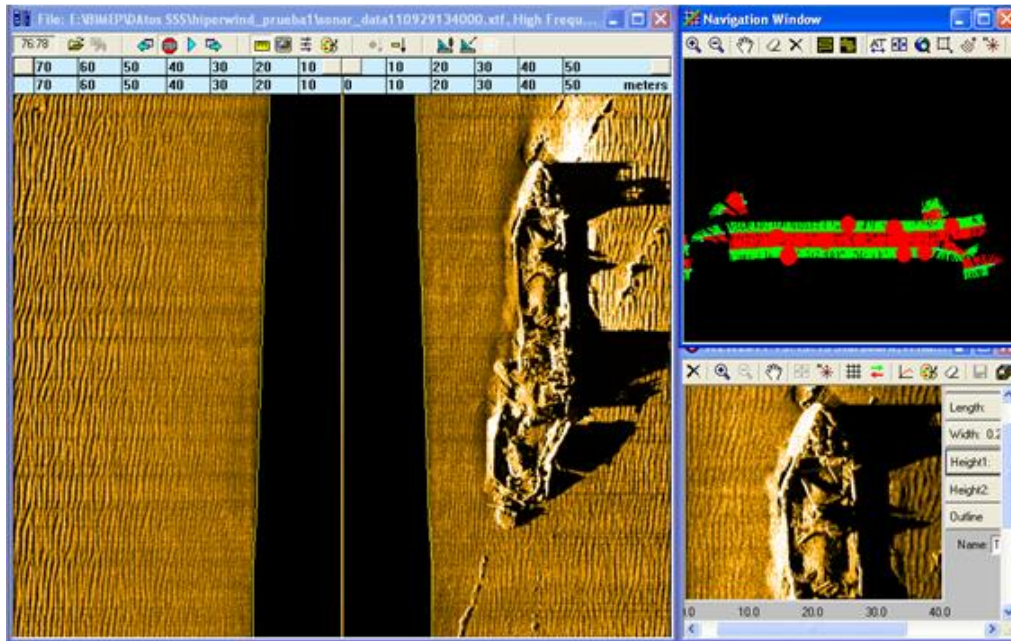 File: E:\BIMEP\DAtos SSS\hiperwind_prueba1\sonar_data110929134000.xtf, High Frequ...
Navigation Window
76.78
70 60 50 40 30 20 10 10 20 30 40 50
70 60 50 40 30 20 10 0 10 20 30 40 50 meters
Length:
Width: 0.2
Height1:
Height2:
Outline
Name: T
10.0 20.0 30.0 40.0